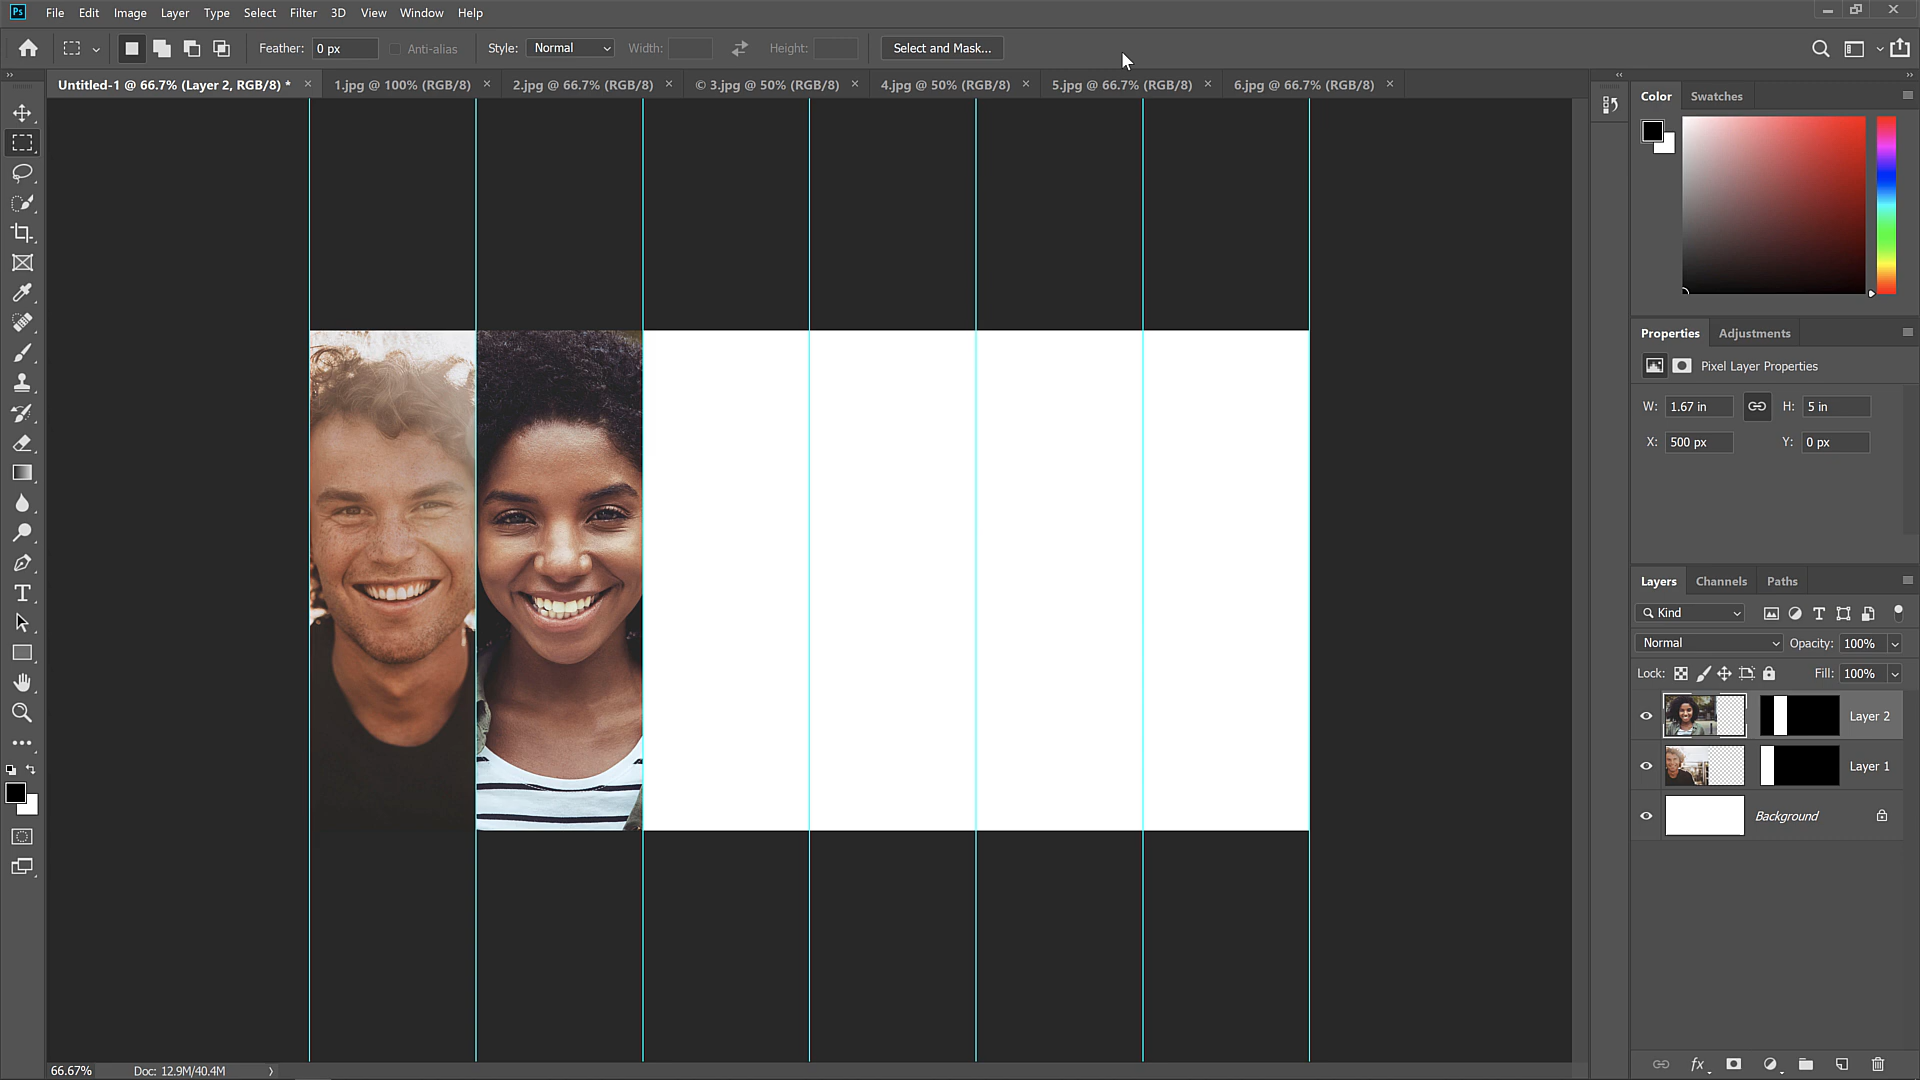 Ps File Edit Image Layer Type Select Filter 3D View Window Help
Feather: 0 px Anti-alias Style: Normal Width: Height: Select and Mask...
Untitled-1 @ 66.7% (Layer 2, RGB/8) * × 1.jpg @ 100% (RGB/8) × 2.jpg @ 66.7% (RGB/8) × © 3.jpg @ 50% (RGB/8) × 4.jpg @ 50% (RGB/8) × 5.jpg @ 66.7% (RGB/8) × 6.jpg @ 66.7% (RGB/8) ×
Color Swatches
Properties Adjustments
Pixel Layer Properties
W: 1.67 in H: 5 in
X: 500 px Y: 0 px
Layers Channels Paths
Kind
Normal Opacity: 100%
Lock: Fill: 100%
Layer 2
Layer 1
Background
66.67% Doc: 12.9M/40.4M